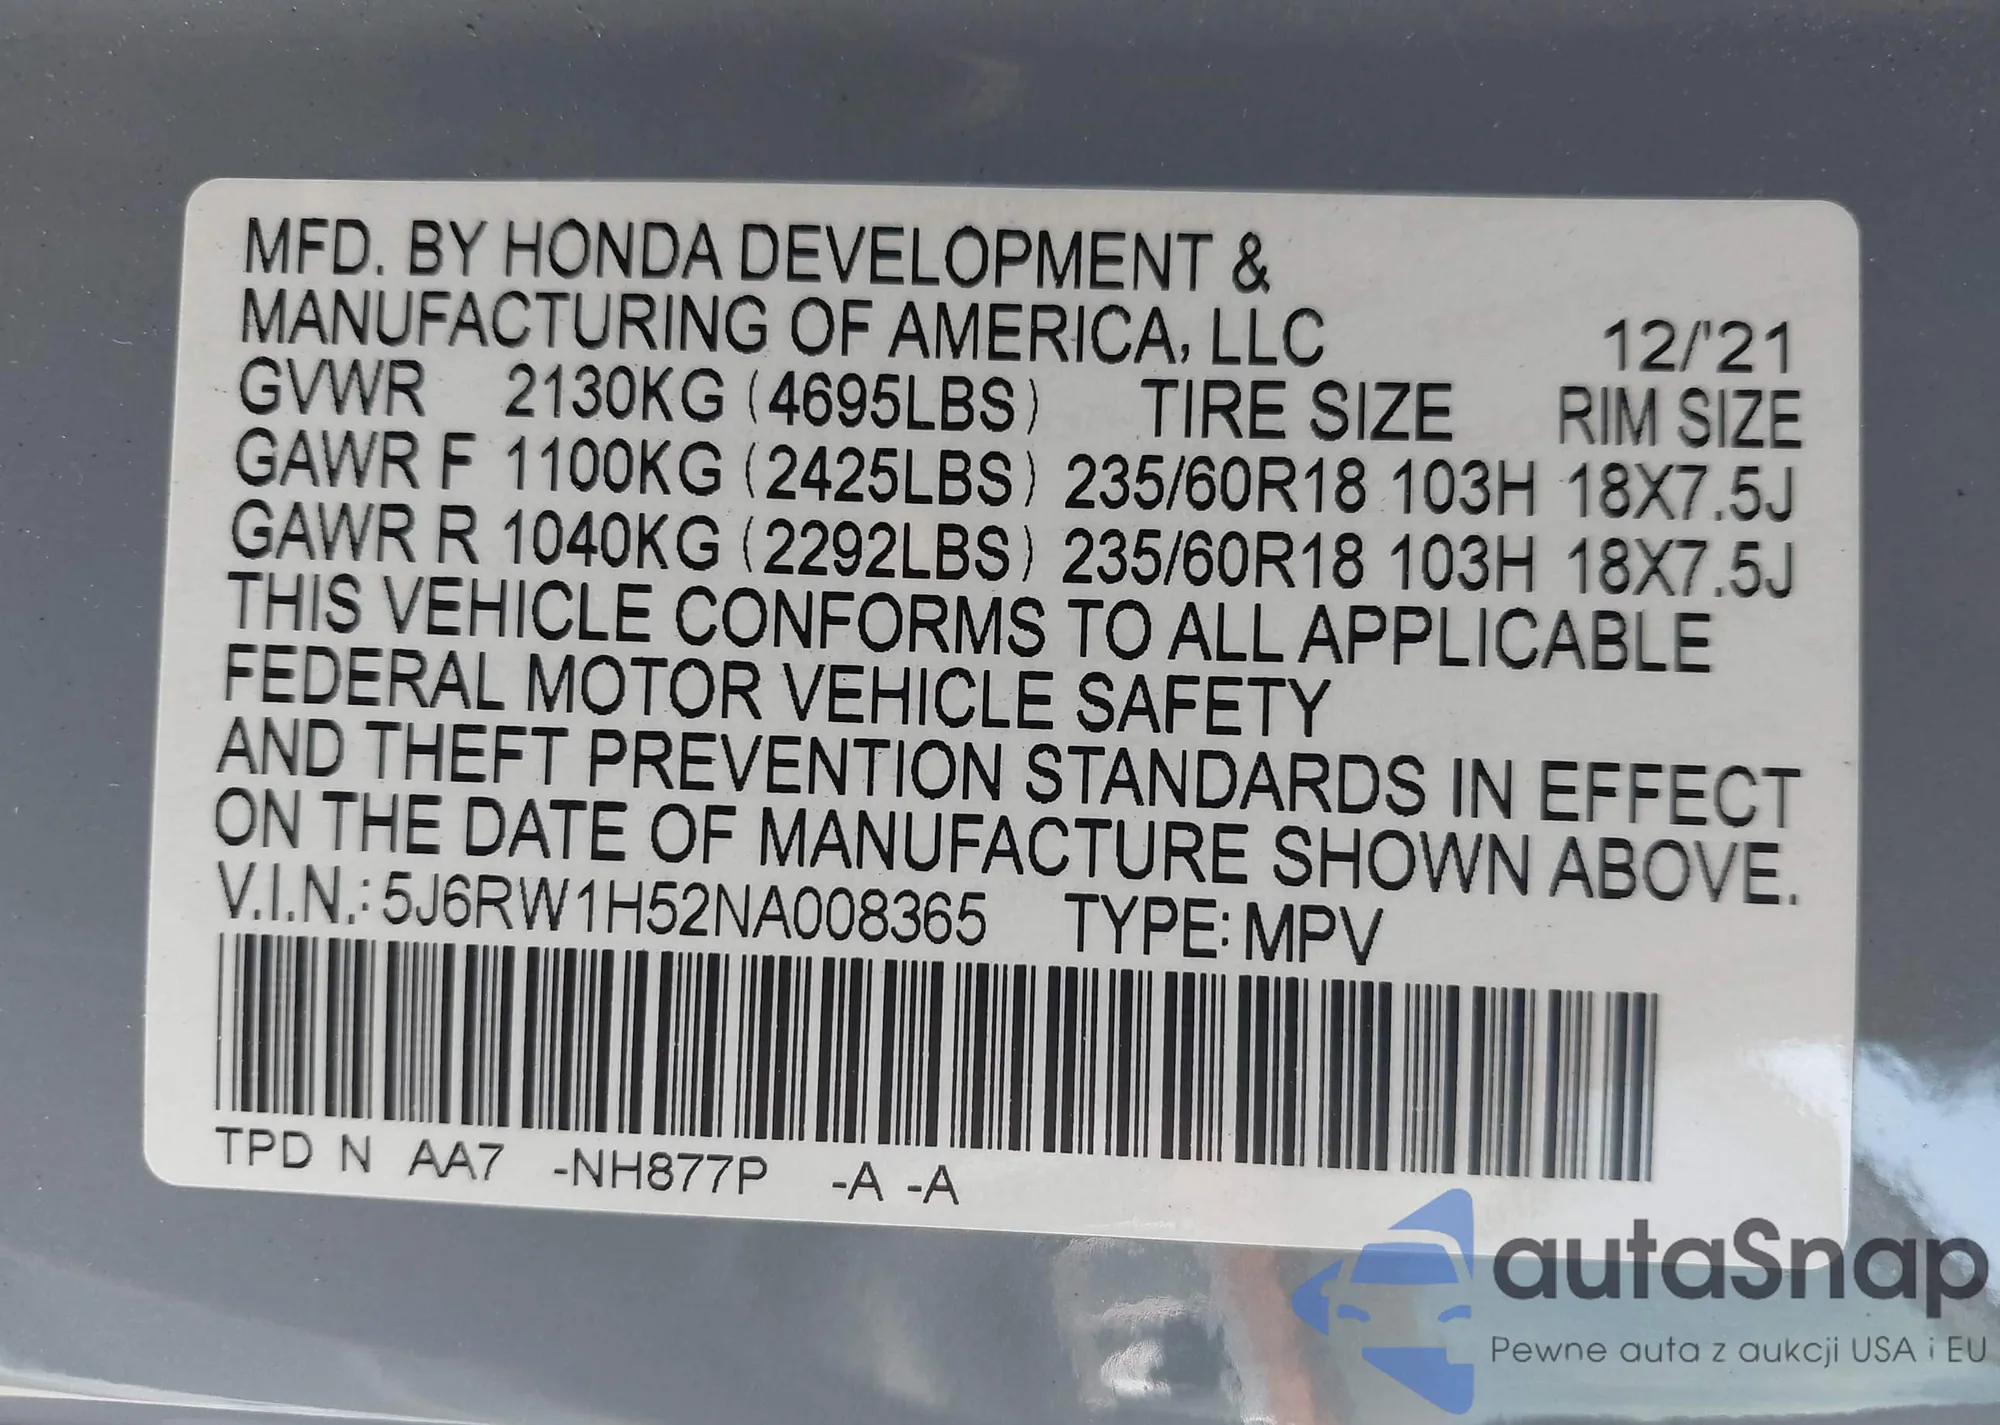 MFD. BY HONDA DEVELOPMENT &
MANUFACTURING OF AMERICA, LLC 12/'21
GVWR 2130KG (4695LBS) TIRE SIZE RIM SIZE
GAWR F 1100KG (2425LBS) 235/60R18 103H 18X7.5J
GAWR R 1040KG (2292LBS) 235/60R18 103H 18X7.5J
THIS VEHICLE CONFORMS TO ALL APPLICABLE
FEDERAL MOTOR VEHICLE SAFETY
AND THEFT PREVENTION STANDARDS IN EFFECT
ON THE DATE OF MANUFACTURE SHOWN ABOVE.
V.I.N.: 5J6RW1H52NA008365 TYPE: MPV
TPD N AA7 -NH877P -A -A
autaSnap
Pewne auta z aukcji USA i EU